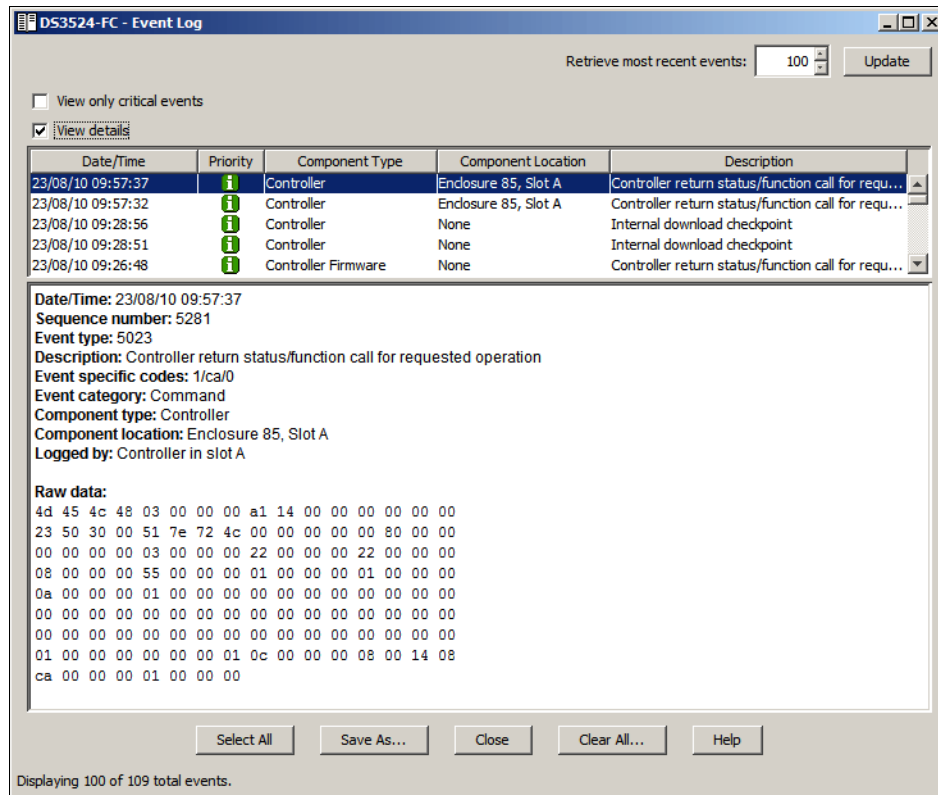 DS3524-FC - Event Log
Retrieve most recent events: 100 Update
View only critical events
View details
Date/Time Priority Component Type Component Location Description
23/08/10 09:57:37 Controller Enclosure 85, Slot A Controller return status/function call for requ...
23/08/10 09:57:32 Controller Enclosure 85, Slot A Controller return status/function call for requ...
23/08/10 09:28:56 Controller None Internal download checkpoint
23/08/10 09:28:51 Controller None Internal download checkpoint
23/08/10 09:26:48 Controller Firmware None Controller return status/function call for requ...
Date/Time: 23/08/10 09:57:37
Sequence number: 5281
Event type: 5023
Description: Controller return status/function call for requested operation
Event specific codes: 1/ca/0
Event category: Command
Component type: Controller
Component location: Enclosure 85, Slot A
Logged by: Controller in slot A
Raw data:
4d 45 4c 48 03 00 00 00 a1 14 00 00 00 00 00 00
23 50 30 00 51 7e 72 4c 00 00 00 00 00 80 00 00
00 00 00 00 03 00 00 00 22 00 00 00 22 00 00 00
08 00 00 00 55 00 00 00 01 00 00 00 01 00 00 00
0a 00 00 00 01 00 00 00 00 00 00 00 00 00 00 00
00 00 00 00 00 00 00 00 00 00 00 00 00 00 00 00
00 00 00 00 00 00 00 00 00 00 00 00 00 00 00 00
01 00 00 00 00 00 00 01 0c 00 00 00 08 00 14 08
ca 00 00 00 01 00 00 00
Select All Save As... Close Clear All... Help
Displaying 100 of 109 total events.